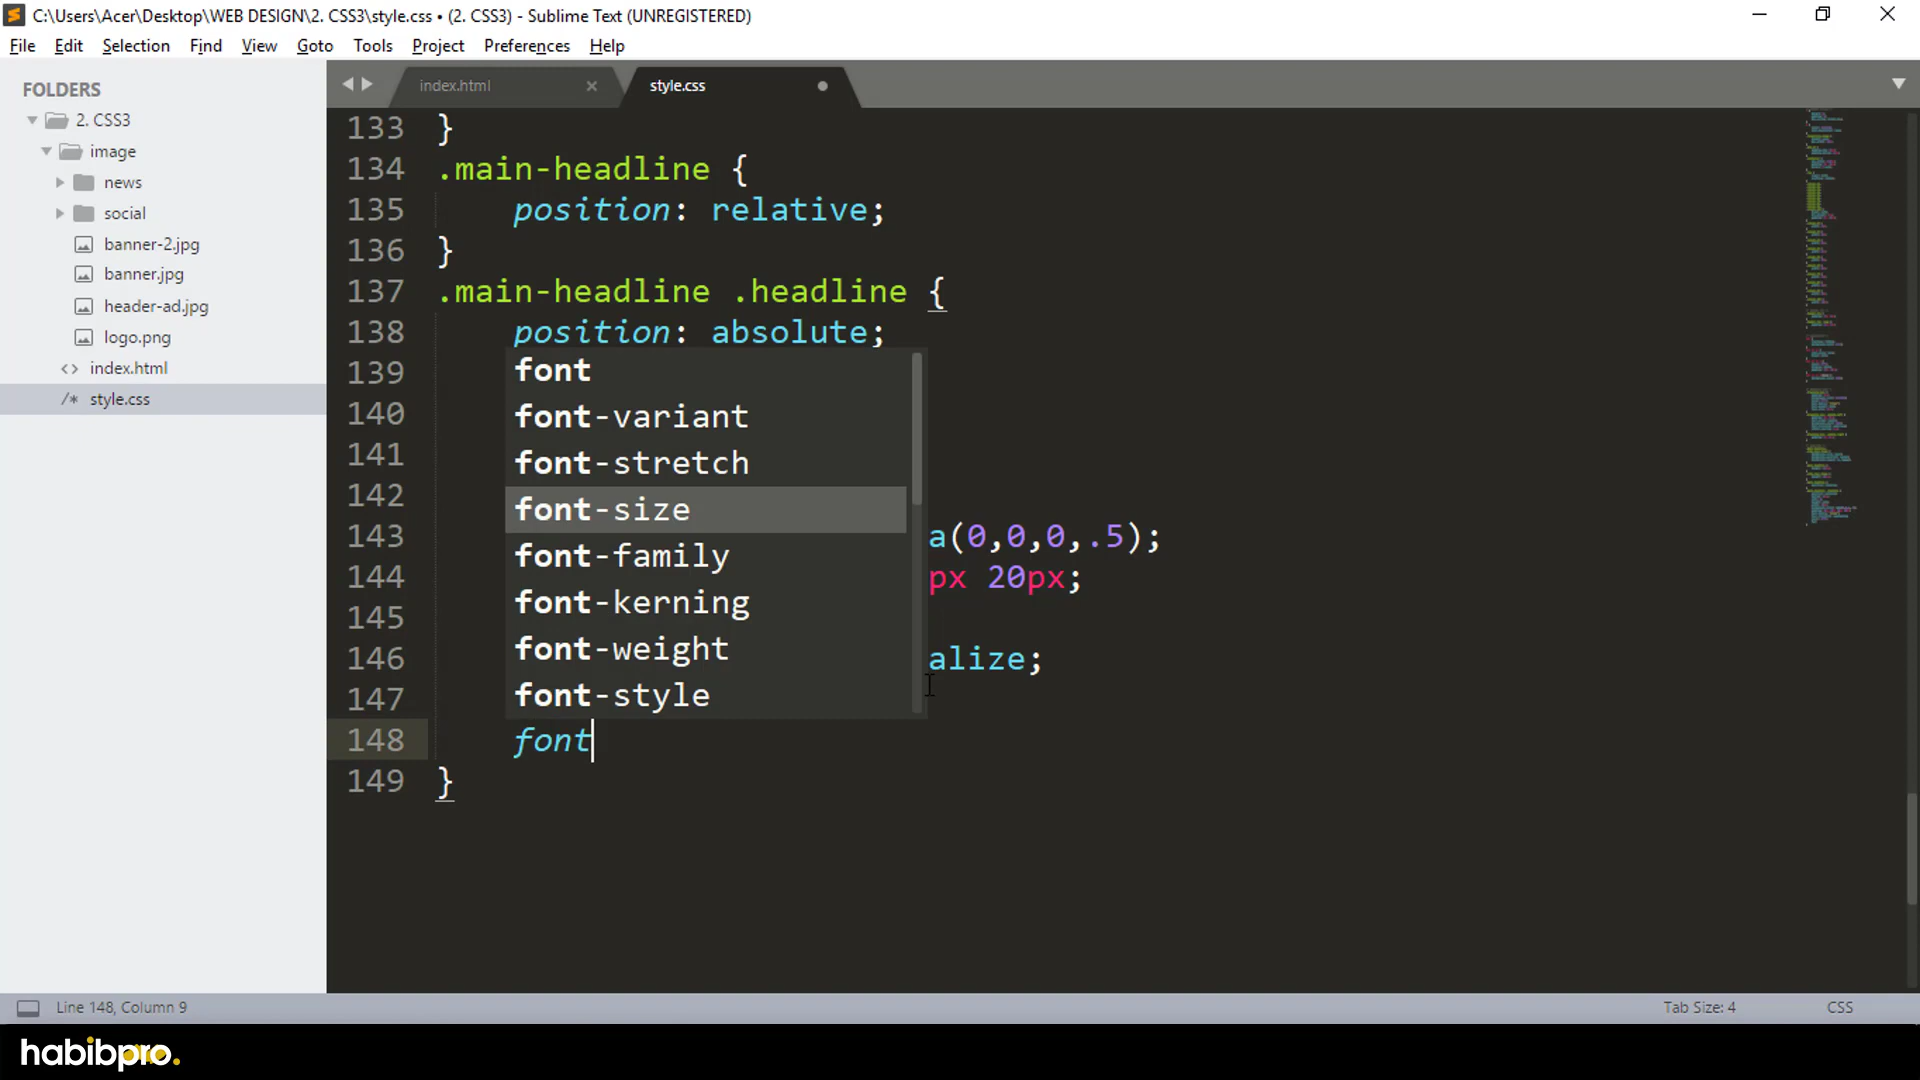 C:\Users\Acer\Desktop\WEB DESIGN\2. CSS3\style.css • (2. CSS3) - Sublime Text (UNREGISTERED)
File Edit Selection Find View Goto Tools Project Preferences Help
FOLDERS
2. CSS3
image
news
social
banner-2.jpg
banner.jpg
header-ad.jpg
logo.png
<> index.html
/* style.css
index.html × style.css
133 }
134 .main-headline {
135 position: relative;
136 }
137 .main-headline .headline {
138 position: absolute;
139
140
141
142
143 a(0,0,0,.5);
144 px 20px;
145
146 alize;
147
148 font
149 }
font
font-variant
font-stretch
font-size
font-family
font-kerning
font-weight
font-style
Line 148, Column 9
Tab Size: 4
CSS
habibpro.